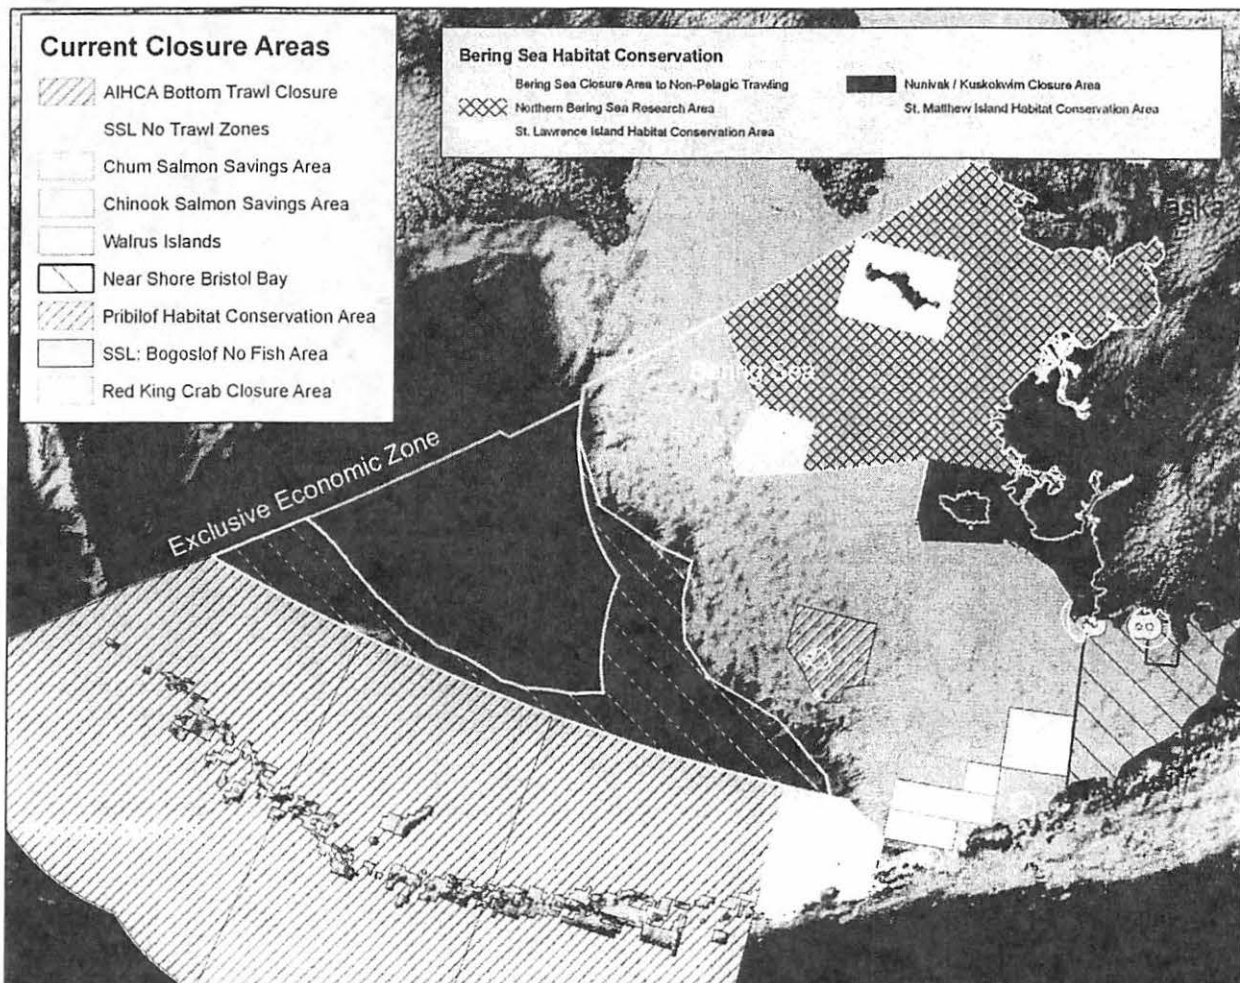 Current Closure Areas
AIHCA Bottom Trawl Closure
SSL No Trawl Zones
Chum Salmon Savings Area
Chinook Salmon Savings Area
Walrus Islands
Near Shore Bristol Bay
Pribilof Habitat Conservation Area
SSL: Bogoslof No Fish Area
Red King Crab Closure Area
Bering Sea Habitat Conservation
Bering Sea Closure Area to Non-Pelagic Trawling
Northern Bering Sea Research Area
St. Lawrence Island Habitat Conservation Area
Nunivak / Kuskokwim Closure Area
St. Matthew Island Habitat Conservation Area
Bering Sea
Exclusive Economic Zone